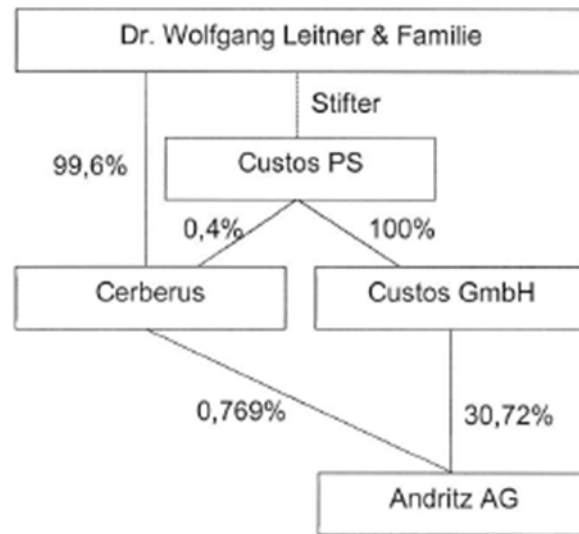 Dr. Wolfgang Leitner & Familie
Stifter
99,6%
Custos PS
0,4%
100%
Cerberus
Custos GmbH
0,769%
30,72%
Andritz AG